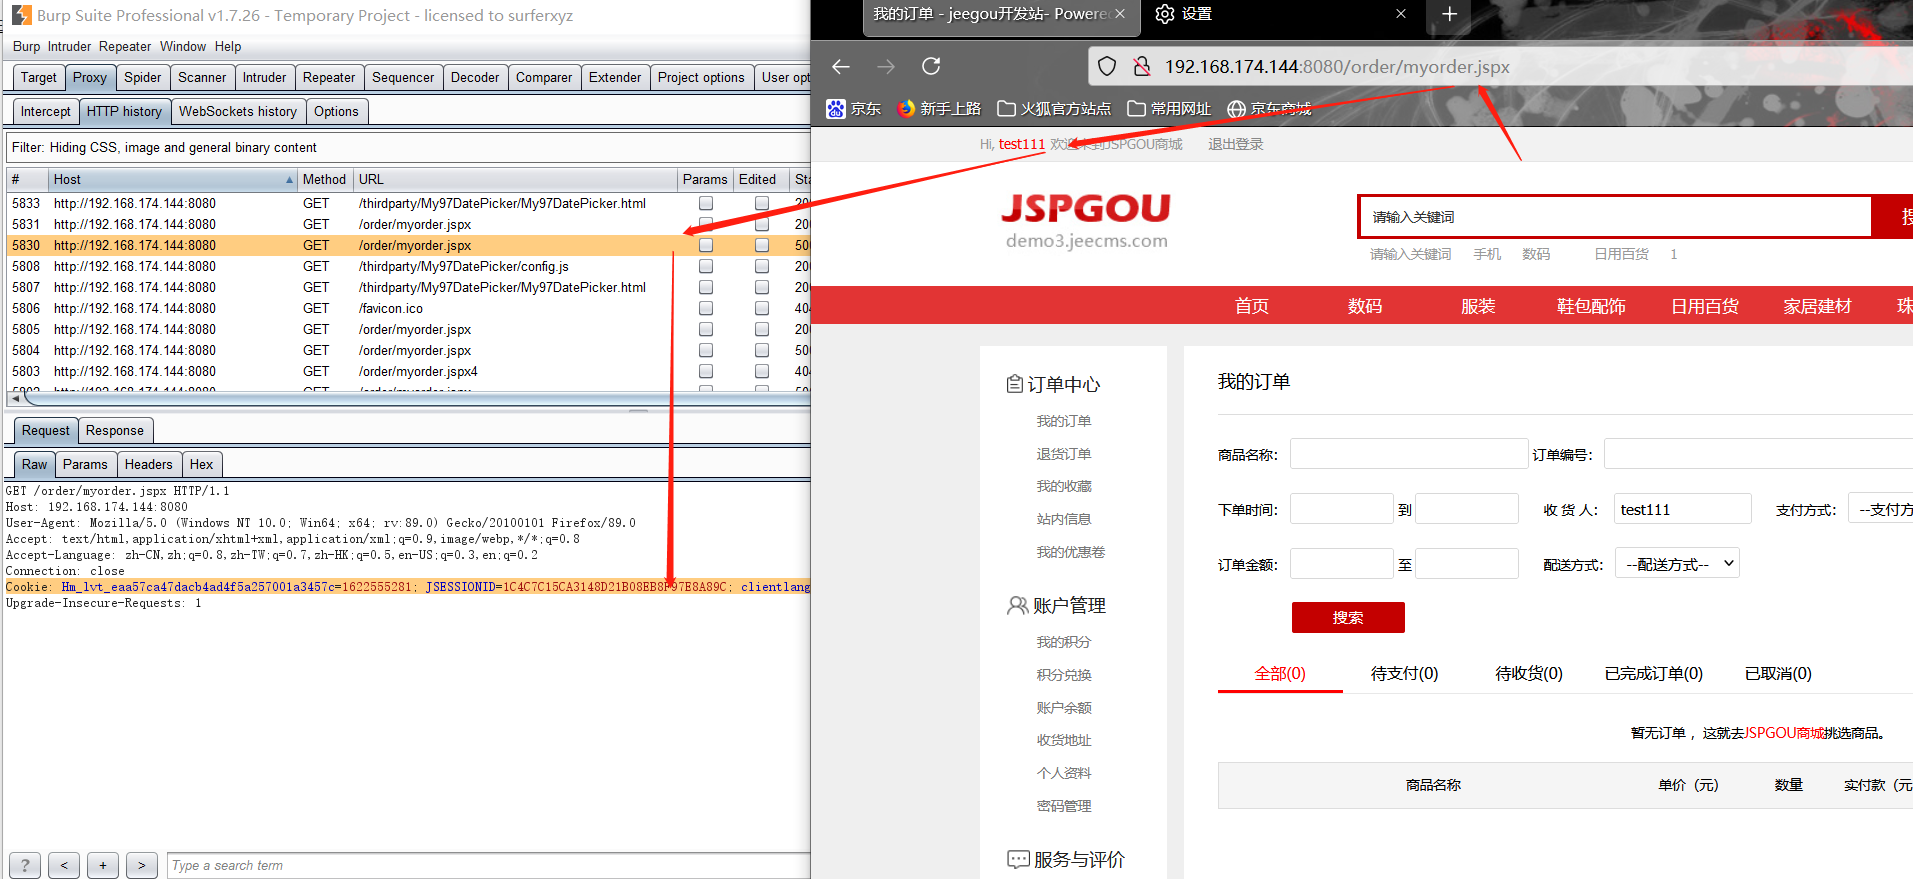 Burp Suite Professional v1.7.26 - Temporary Project - licensed to surferxyz
Burp Intruder Repeater Window Help
Target Proxy Spider Scanner Intruder Repeater Sequencer Decoder Comparer Extender Project options User opt
Intercept HTTP history WebSockets history Options
Filter: Hiding CSS, image and general binary content
# Host Method URL Params Edited Sta
5833 http://192.168.174.144:8080 GET /thirdparty/My97DatePicker/My97DatePicker.html 20
5831 http://192.168.174.144:8080 GET /order/myorder.jspx 20
5830 http://192.168.174.144:8080 GET /order/myorder.jspx 50
5808 http://192.168.174.144:8080 GET /thirdparty/My97DatePicker/config.js 20
5807 http://192.168.174.144:8080 GET /thirdparty/My97DatePicker/My97DatePicker.html 20
5806 http://192.168.174.144:8080 GET /favicon.ico 404
5805 http://192.168.174.144:8080 GET /order/myorder.jspx 20
5804 http://192.168.174.144:8080 GET /order/myorder.jspx 50
5803 http://192.168.174.144:8080 GET /order/myorder.jspx4 404
Request Response
Raw Params Headers Hex
GET /order/myorder.jspx HTTP/1.1
Host: 192.168.174.144:8080
User-Agent: Mozilla/5.0 (Windows NT 10.0; Win64; x64; rv:89.0) Gecko/20100101 Firefox/89.0
Accept: text/html,application/xhtml+xml,application/xml;q=0.9,image/webp,*/*;q=0.8
Accept-Language: zh-CN,zh;q=0.8,zh-TW;q=0.7,zh-HK;q=0.5,en-US;q=0.3,en;q=0.2
Connection: close
Cookie: Hm_lvt_eaa57ca47dacb4ad4f5a257001a3457c=1622555281; JSESSIONID=1C4C7C15CA3148D21B08EB8F97E8A89C; clientlang
Upgrade-Insecure-Requests: 1
? < + > Type a search term
我的订单 - jeegou开发站- Powere 设置
192.168.174.144:8080/order/myorder.jspx
京东 新手上路 火狐官方站点 常用网址 京东商城
Hi, test111 欢迎来到JSPGOU商城 退出登录
JSPGOU
demo3.jeecms.com
请输入关键词
请输入关键词 手机 数码 日用百货 1
首页 数码 服装 鞋包配饰 日用百货 家居建材 珠
订单中心
我的订单
退货订单
我的收藏
站内信息
我的优惠卷
账户管理
我的积分
积分兑换
账户余额
收货地址
个人资料
密码管理
服务与评价
我的订单
商品名称: 订单编号:
下单时间: 到 收 货 人: test111 支付方式: --支付方
订单金额: 至 配送方式: --配送方式--
搜索
全部(0) 待支付(0) 待收货(0) 已完成订单(0) 已取消(0)
暂无订单 ，这就去JSPGOU商城挑选商品。
商品名称 单价（元） 数量 实付款（元